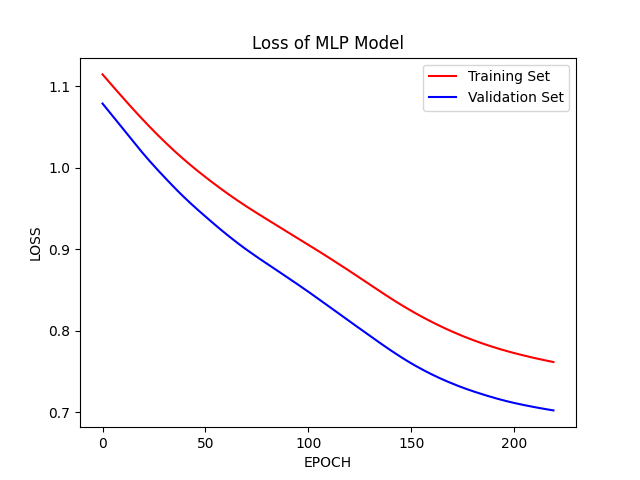 Loss of MLP Model
Training Set
Validation Set
LOSS
1.1
1.0
0.9
0.8
0.7
0 50 100 150 200
EPOCH